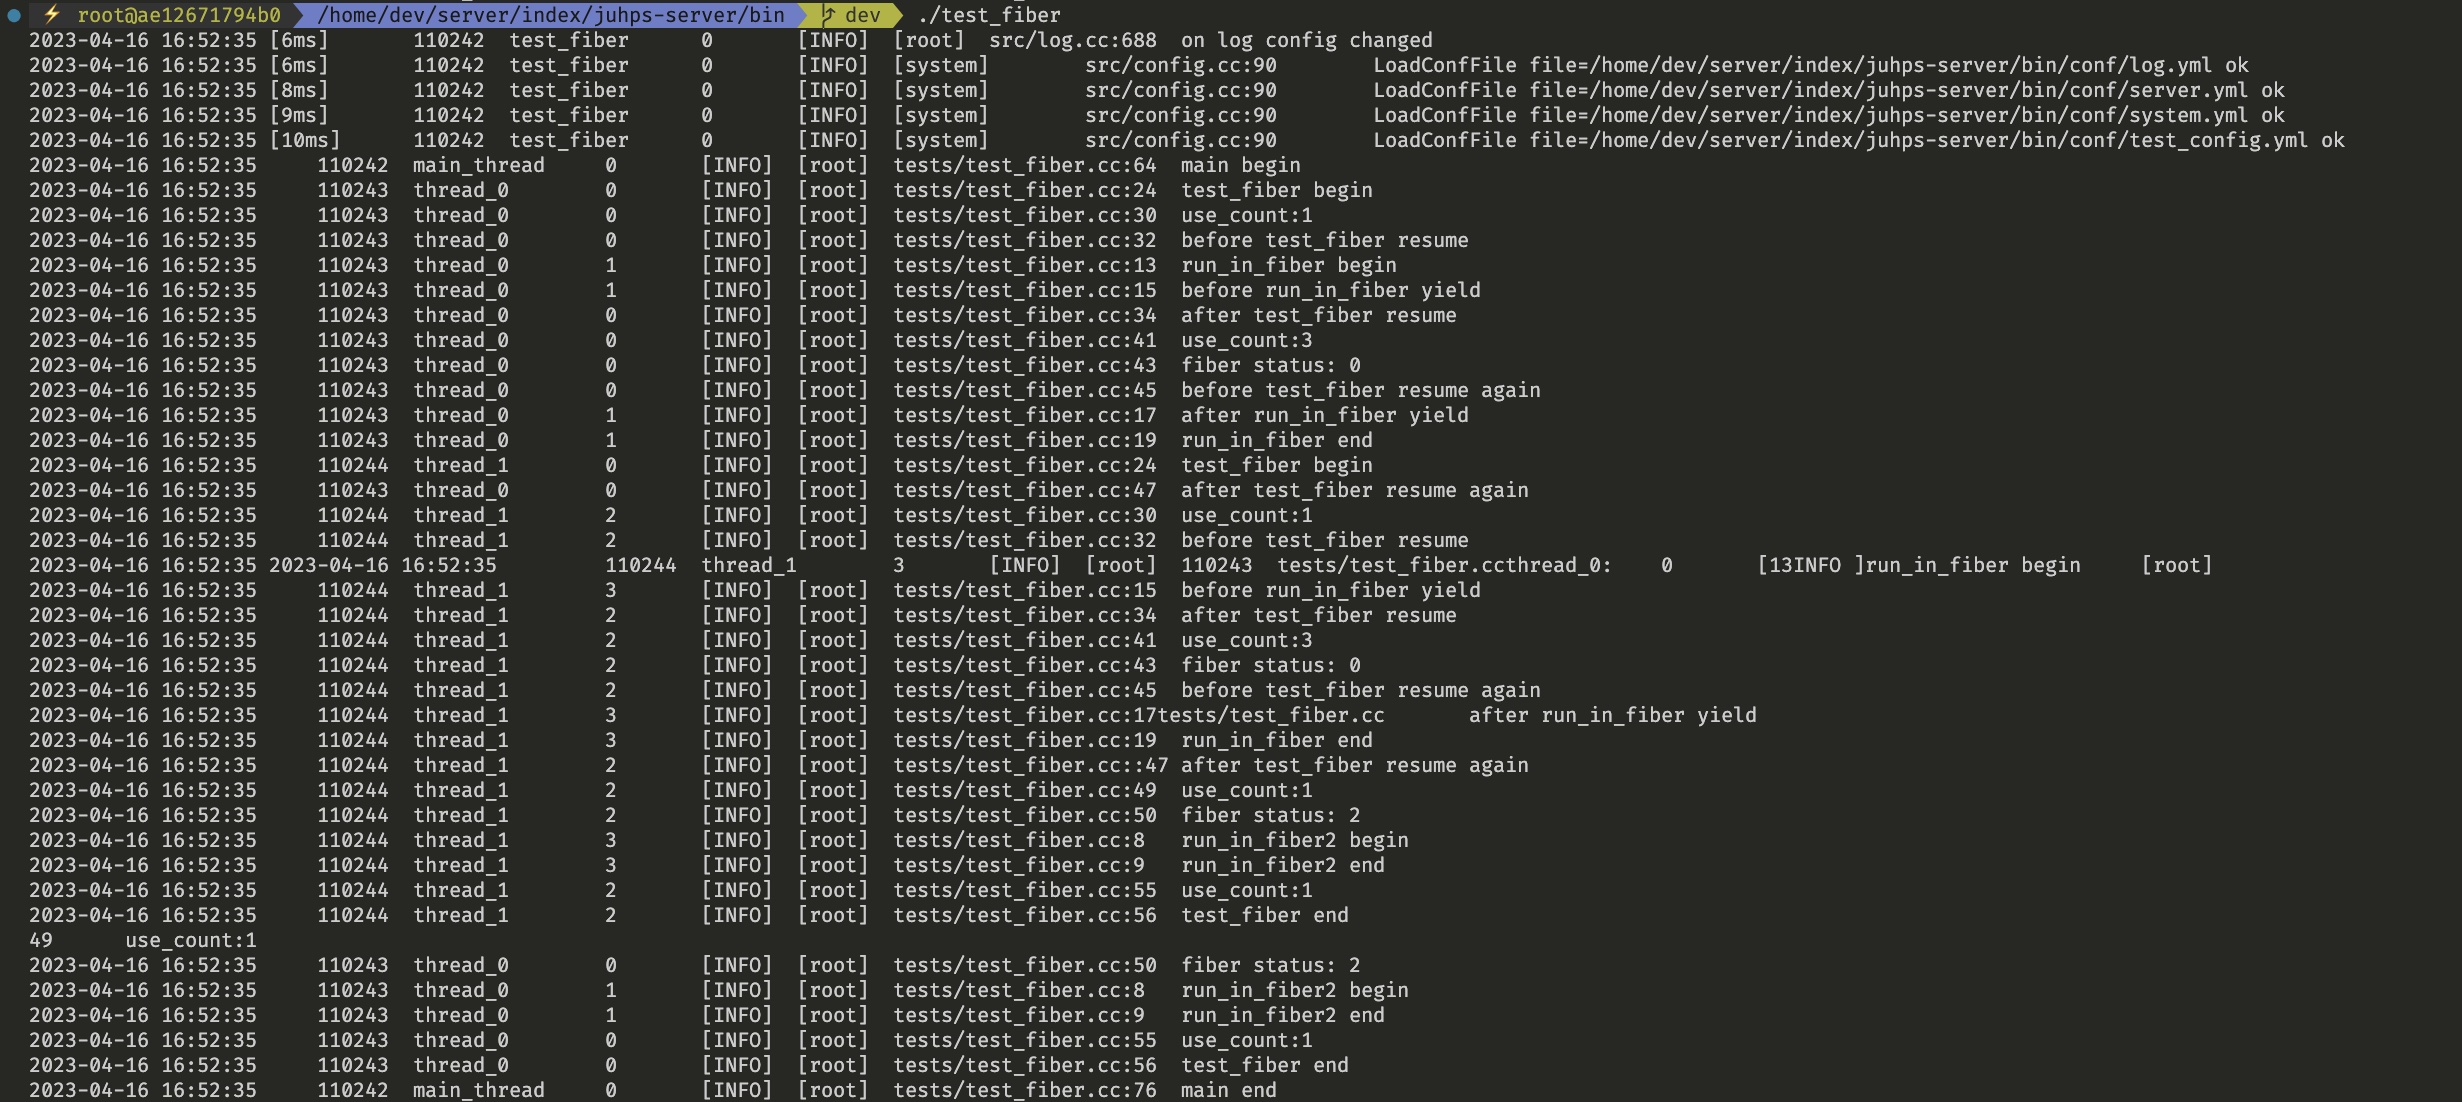 root@ae12671794b0 /home/dev/server/index/juhps-server/bin dev ./test_fiber
2023-04-16 16:52:35 [6ms] 110242 test_fiber 0 [INFO] [root] src/log.cc:688 on log config changed
2023-04-16 16:52:35 [6ms] 110242 test_fiber 0 [INFO] [system] src/config.cc:90 LoadConfFile file=/home/dev/server/index/juhps-server/bin/conf/log.yml ok
2023-04-16 16:52:35 [8ms] 110242 test_fiber 0 [INFO] [system] src/config.cc:90 LoadConfFile file=/home/dev/server/index/juhps-server/bin/conf/server.yml ok
2023-04-16 16:52:35 [9ms] 110242 test_fiber 0 [INFO] [system] src/config.cc:90 LoadConfFile file=/home/dev/server/index/juhps-server/bin/conf/system.yml ok
2023-04-16 16:52:35 [10ms] 110242 test_fiber 0 [INFO] [system] src/config.cc:90 LoadConfFile file=/home/dev/server/index/juhps-server/bin/conf/test_config.yml ok
2023-04-16 16:52:35 110242 main_thread 0 [INFO] [root] tests/test_fiber.cc:64 main begin
2023-04-16 16:52:35 110243 thread_0 0 [INFO] [root] tests/test_fiber.cc:24 test_fiber begin
2023-04-16 16:52:35 110243 thread_0 0 [INFO] [root] tests/test_fiber.cc:30 use_count:1
2023-04-16 16:52:35 110243 thread_0 0 [INFO] [root] tests/test_fiber.cc:32 before test_fiber resume
2023-04-16 16:52:35 110243 thread_0 1 [INFO] [root] tests/test_fiber.cc:13 run_in_fiber begin
2023-04-16 16:52:35 110243 thread_0 1 [INFO] [root] tests/test_fiber.cc:15 before run_in_fiber yield
2023-04-16 16:52:35 110243 thread_0 0 [INFO] [root] tests/test_fiber.cc:34 after test_fiber resume
2023-04-16 16:52:35 110243 thread_0 0 [INFO] [root] tests/test_fiber.cc:41 use_count:3
2023-04-16 16:52:35 110243 thread_0 0 [INFO] [root] tests/test_fiber.cc:43 fiber status: 0
2023-04-16 16:52:35 110243 thread_0 0 [INFO] [root] tests/test_fiber.cc:45 before test_fiber resume again
2023-04-16 16:52:35 110243 thread_0 1 [INFO] [root] tests/test_fiber.cc:17 after run_in_fiber yield
2023-04-16 16:52:35 110243 thread_0 1 [INFO] [root] tests/test_fiber.cc:19 run_in_fiber end
2023-04-16 16:52:35 110244 thread_1 0 [INFO] [root] tests/test_fiber.cc:24 test_fiber begin
2023-04-16 16:52:35 110243 thread_0 0 [INFO] [root] tests/test_fiber.cc:47 after test_fiber resume again
2023-04-16 16:52:35 110244 thread_1 2 [INFO] [root] tests/test_fiber.cc:30 use_count:1
2023-04-16 16:52:35 110244 thread_1 2 [INFO] [root] tests/test_fiber.cc:32 before test_fiber resume
2023-04-16 16:52:35 2023-04-16 16:52:35 110244 thread_1 3 [INFO] [root] 110243 tests/test_fiber.ccthread_0: 0 [13INFO ]run_in_fiber begin [root]
2023-04-16 16:52:35 110244 thread_1 3 [INFO] [root] tests/test_fiber.cc:15 before run_in_fiber yield
2023-04-16 16:52:35 110244 thread_1 2 [INFO] [root] tests/test_fiber.cc:34 after test_fiber resume
2023-04-16 16:52:35 110244 thread_1 2 [INFO] [root] tests/test_fiber.cc:41 use_count:3
2023-04-16 16:52:35 110244 thread_1 2 [INFO] [root] tests/test_fiber.cc:43 fiber status: 0
2023-04-16 16:52:35 110244 thread_1 2 [INFO] [root] tests/test_fiber.cc:45 before test_fiber resume again
2023-04-16 16:52:35 110244 thread_1 3 [INFO] [root] tests/test_fiber.cc:17tests/test_fiber.cc after run_in_fiber yield
2023-04-16 16:52:35 110244 thread_1 3 [INFO] [root] tests/test_fiber.cc:19 run_in_fiber end
2023-04-16 16:52:35 110244 thread_1 2 [INFO] [root] tests/test_fiber.cc::47 after test_fiber resume again
2023-04-16 16:52:35 110244 thread_1 2 [INFO] [root] tests/test_fiber.cc:49 use_count:1
2023-04-16 16:52:35 110244 thread_1 2 [INFO] [root] tests/test_fiber.cc:50 fiber status: 2
2023-04-16 16:52:35 110244 thread_1 3 [INFO] [root] tests/test_fiber.cc:8 run_in_fiber2 begin
2023-04-16 16:52:35 110244 thread_1 3 [INFO] [root] tests/test_fiber.cc:9 run_in_fiber2 end
2023-04-16 16:52:35 110244 thread_1 2 [INFO] [root] tests/test_fiber.cc:55 use_count:1
2023-04-16 16:52:35 110244 thread_1 2 [INFO] [root] tests/test_fiber.cc:56 test_fiber end
49 use_count:1
2023-04-16 16:52:35 110243 thread_0 0 [INFO] [root] tests/test_fiber.cc:50 fiber status: 2
2023-04-16 16:52:35 110243 thread_0 1 [INFO] [root] tests/test_fiber.cc:8 run_in_fiber2 begin
2023-04-16 16:52:35 110243 thread_0 1 [INFO] [root] tests/test_fiber.cc:9 run_in_fiber2 end
2023-04-16 16:52:35 110243 thread_0 0 [INFO] [root] tests/test_fiber.cc:55 use_count:1
2023-04-16 16:52:35 110243 thread_0 0 [INFO] [root] tests/test_fiber.cc:56 test_fiber end
2023-04-16 16:52:35 110242 main_thread 0 [INFO] [root] tests/test_fiber.cc:76 main end